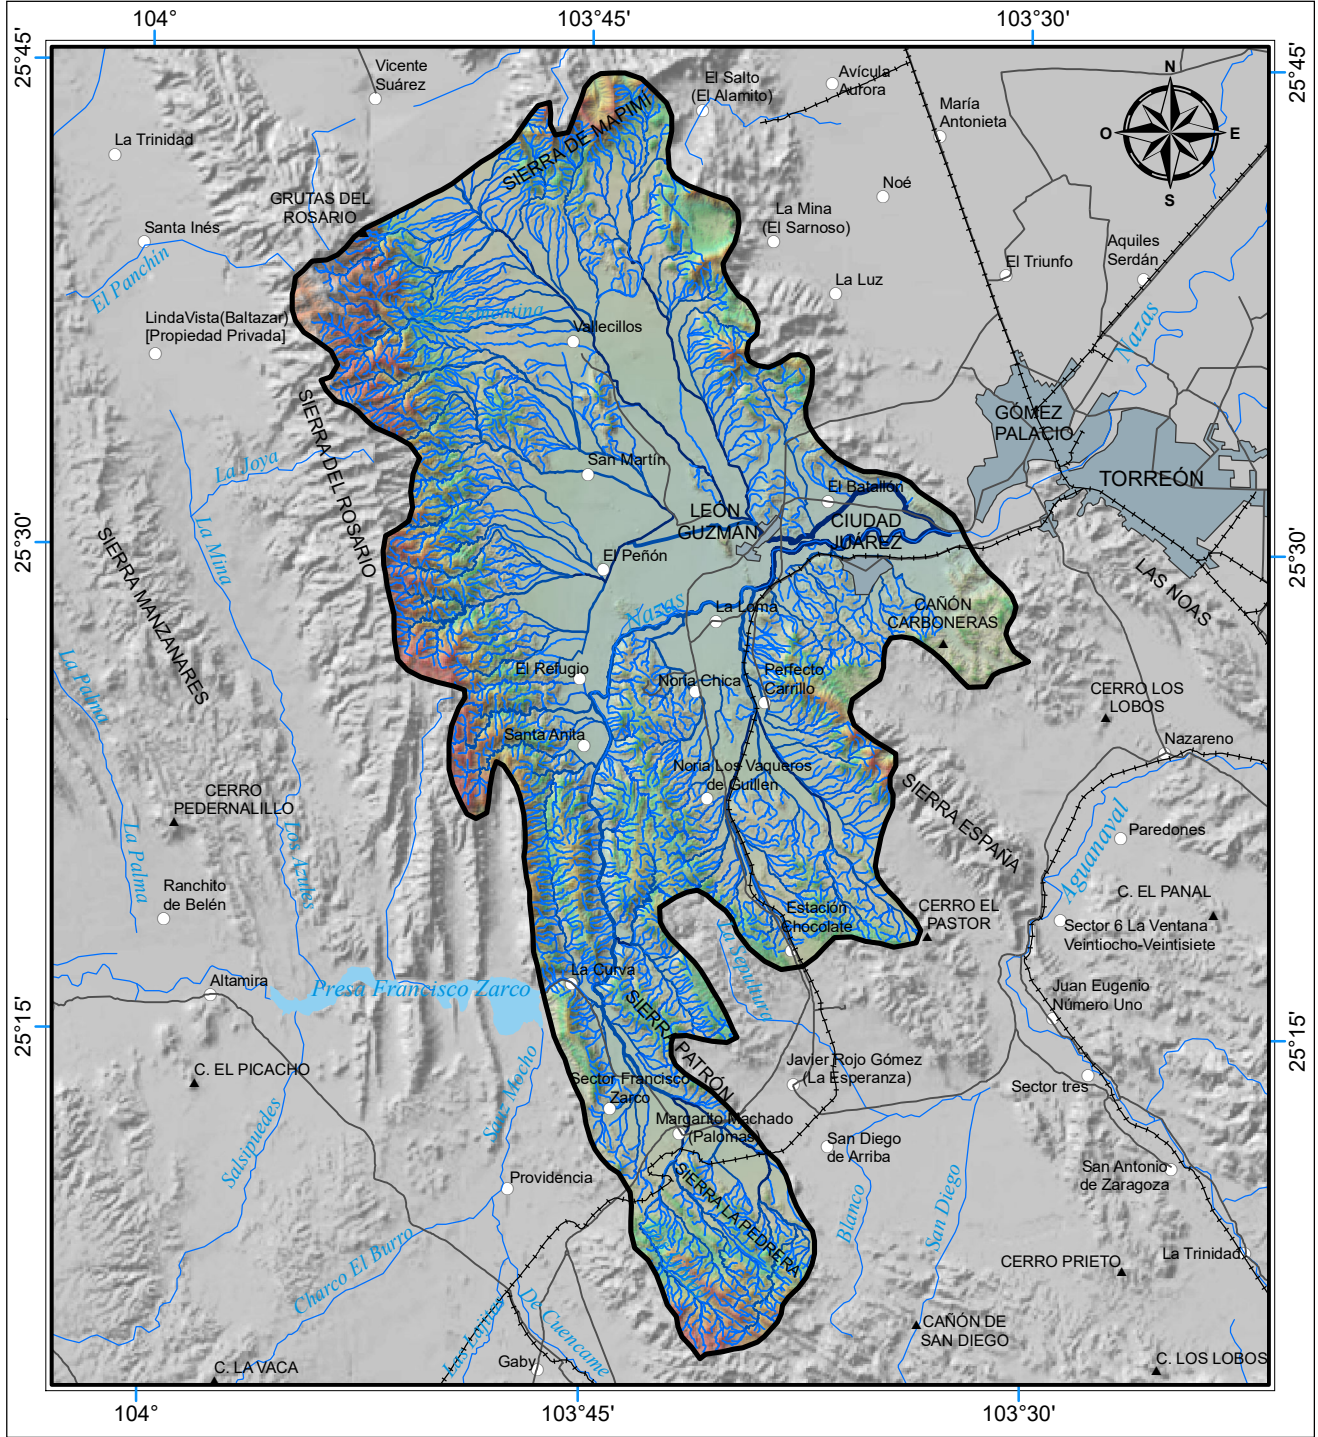 104°
103°45'
103°30'
25°45'
25°45'
Vicente
Suárez
El Salto
(El Alamito)
Avícula
Aurora
María
Antonieta
N
O
E
S
La Trinidad
SIERRA DE MAPIMÍ
GRUTAS DEL
ROSARIO
Noé
La Mina
(El Sarnoso)
Santa Inés
El Panchín
Aquiles
Serdán
El Triunfo
La Luz
LindaVista(Baltazar)
[Propiedad Privada]
Vallecillos
Nazas
SIERRA DEL ROSARIO
GÓMEZ
PALACIO
TORREÓN
La Joya
San Martín
El Batallón
LEÓN
GUZMÁN
CIUDAD
JUÁREZ
La Mina
25°30'
25°30'
SIERRA MANZANARES
El Peñón
LAS NOAS
Nazas
La Loma
CAÑÓN
CARBONERAS
La Palma
El Refugio
Noria Chica
Perfecto
Carrillo
CERRO LOS
LOBOS
Santa Anita
Nazareno
Noria Los Vaqueros
de Guillen
CERRO
PEDERNALILLO
SIERRA ESPAÑA
Aguanaval
Paredones
La Palma
Los Azules
Ranchito
de Belén
C. EL PANAL
CERRO EL
PASTOR
Estación
Chocolate
Sector 6 La Ventana
Veintiocho-Veintisiete
La Sepultura
La Curva
Altamira
Presa Francisco Zarco
Juan Eugenio
Número Uno
25°15'
25°15'
SIERRA PATRÓN
C. EL PICACHO
Sauz Mocho
Javier Rojo Gómez
(La Esperanza)
Sector Francisco
Zarco
Sector tres
Margarito Machado
(Palomas)
Salsipuedes
San Diego
de Arriba
Providencia
SIERRA LA PEDRERA
San Antonio
de Zaragoza
Blanco
San Diego
Charco El Burro
CERRO PRIETO
La Trinidad
Las Lajitas
De Cuencame
CAÑÓN DE
SAN DIEGO
Gaby
C. LA VACA
C. LOS LOBOS
104°
103°45'
103°30'